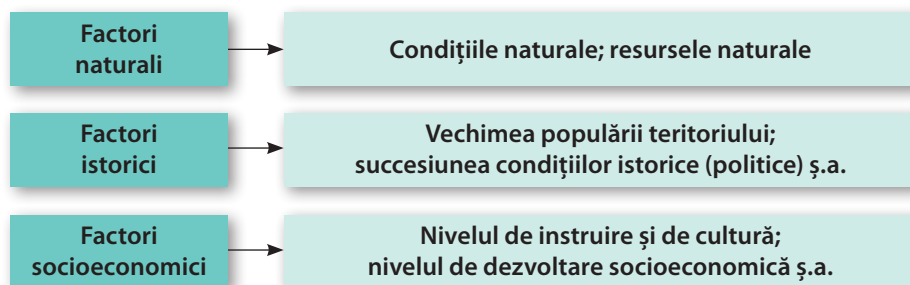 Factori
naturali
Condițiile naturale; resursele naturale
Factori
istorici
Vechimea populării teritoriului;
succesiunea condițiilor istorice (politice) ș.a.
Factori
socioeconomici
Nivelul de instruire și de cultură;
nivelul de dezvoltare socioeconomică ș.a.